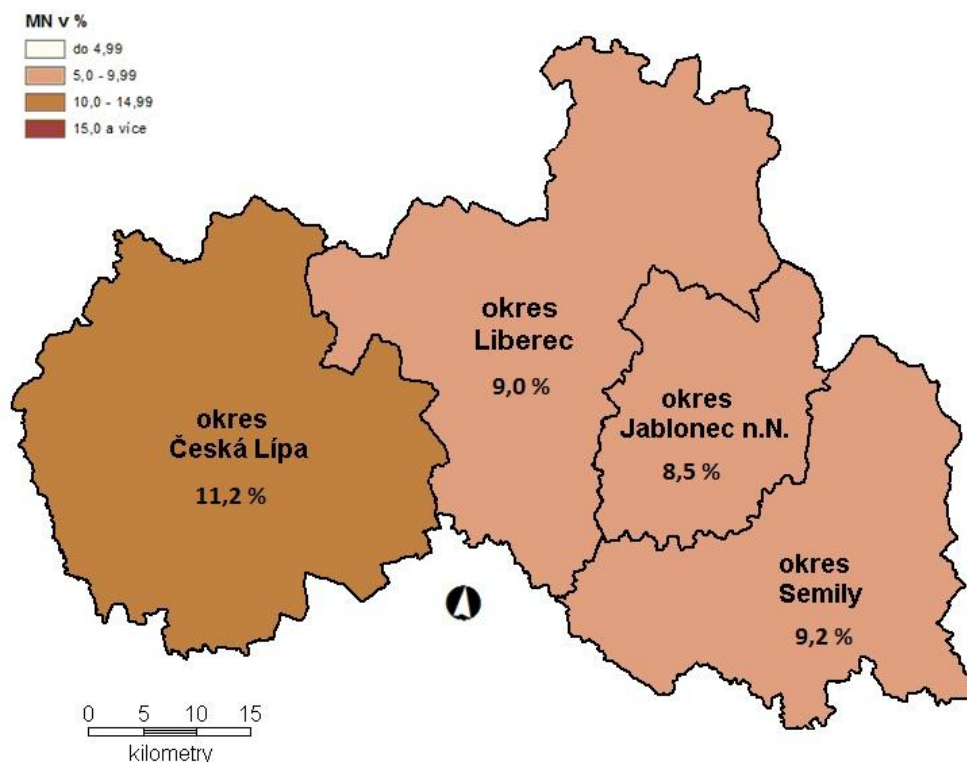 MN v %
do 4,99
5,0 - 9,99
10,0 - 14,99
15,0 a více
okres
Liberec
9,0 %
okres
Jablonec n.N.
8,5 %
okres
Česká Lípa
11,2 %
okres
Semily
9,2 %
0 5 10 15
kilometry